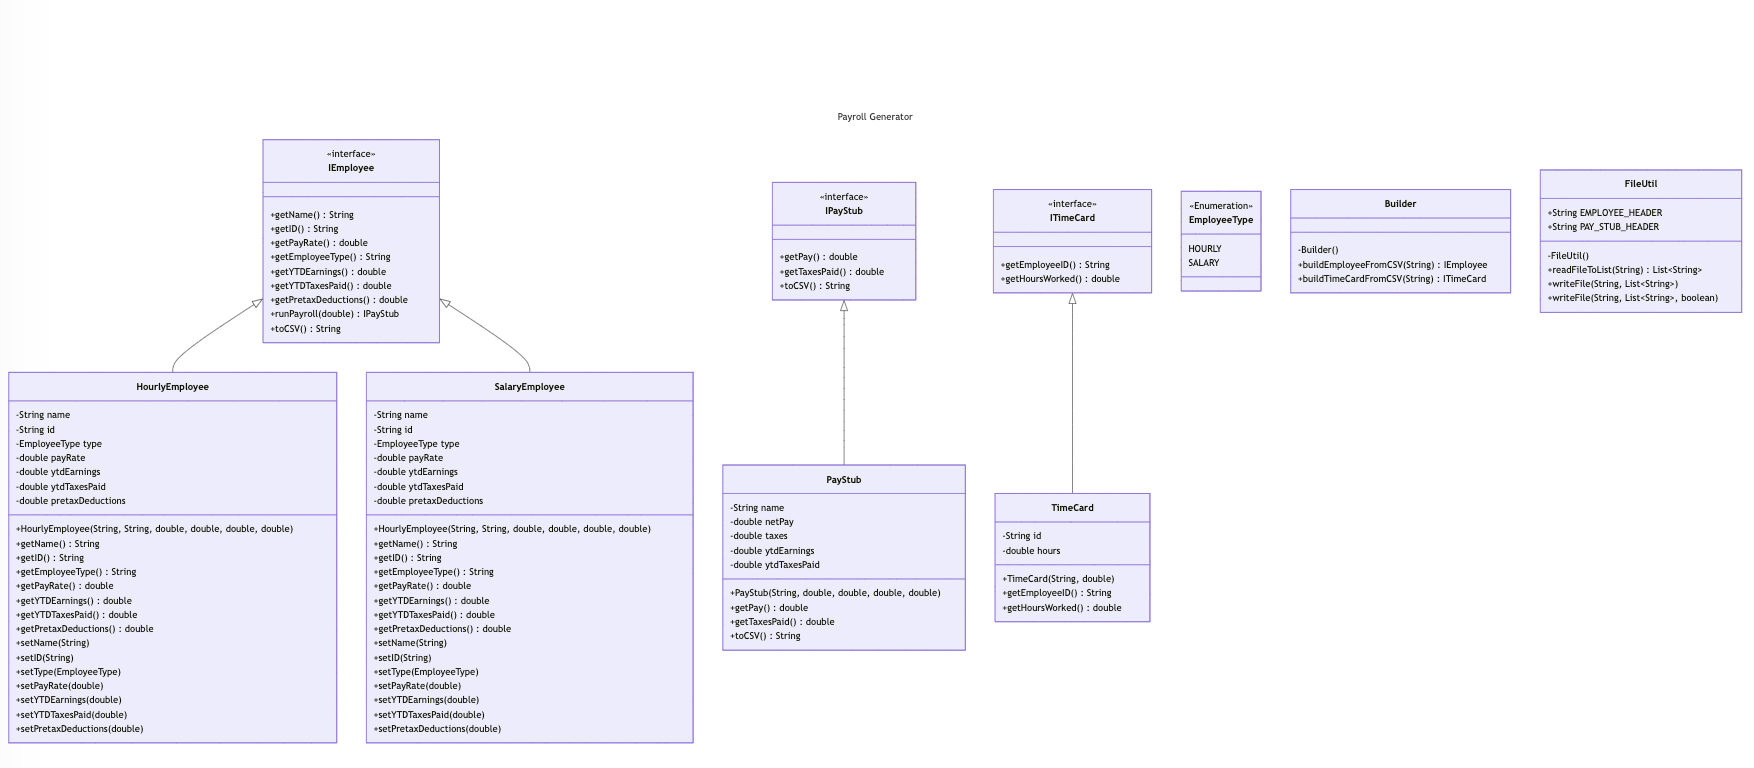 Payroll Generator
«interface»
IEmployee
+getName() : String
+getID() : String
+getPayRate() : double
+getEmployeeType() : String
+getYTDEarnings() : double
+getYTDTaxesPaid() : double
+getPretaxDeductions() : double
+runPayroll(double) : IPayStub
+toCSV() : String
«interface»
IPayStub
+getPay() : double
+getTaxesPaid() : double
+toCSV() : String
«interface»
ITimeCard
+getEmployeeID() : String
+getHoursWorked() : double
«Enumeration»
EmployeeType
HOURLY
SALARY
Builder
-Builder()
+buildEmployeeFromCSV(String) : IEmployee
+buildTimeCardFromCSV(String) : ITimeCard
FileUtil
+String EMPLOYEE_HEADER
+String PAY_STUB_HEADER
-FileUtil()
+readFileToList(String) : List<String>
+writeFile(String, List<String>)
+writeFile(String, List<String>, boolean)
HourlyEmployee
-String name
-String id
-EmployeeType type
-double payRate
-double ytdEarnings
-double ytdTaxesPaid
-double pretaxDeductions
+HourlyEmployee(String, String, double, double, double, double)
+getName() : String
+getID() : String
+getEmployeeType() : String
+getPayRate() : double
+getYTDEarnings() : double
+getYTDTaxesPaid() : double
+getPretaxDeductions() : double
+setName(String)
+setID(String)
+setType(EmployeeType)
+setPayRate(double)
+setYTDEarnings(double)
+setYTDTaxesPaid(double)
+setPretaxDeductions(double)
SalaryEmployee
-String name
-String id
-EmployeeType type
-double payRate
-double ytdEarnings
-double ytdTaxesPaid
-double pretaxDeductions
+HourlyEmployee(String, String, double, double, double, double)
+getName() : String
+getID() : String
+getEmployeeType() : String
+getPayRate() : double
+getYTDEarnings() : double
+getYTDTaxesPaid() : double
+getPretaxDeductions() : double
+setName(String)
+setID(String)
+setType(EmployeeType)
+setPayRate(double)
+setYTDEarnings(double)
+setYTDTaxesPaid(double)
+setPretaxDeductions(double)
PayStub
-String name
-double netPay
-double taxes
-double ytdEarnings
-double ytdTaxesPaid
+PayStub(String, double, double, double, double)
+getPay() : double
+getTaxesPaid() : double
+toCSV() : String
TimeCard
-String id
-double hours
+TimeCard(String, double)
+getEmployeeID() : String
+getHoursWorked() : double